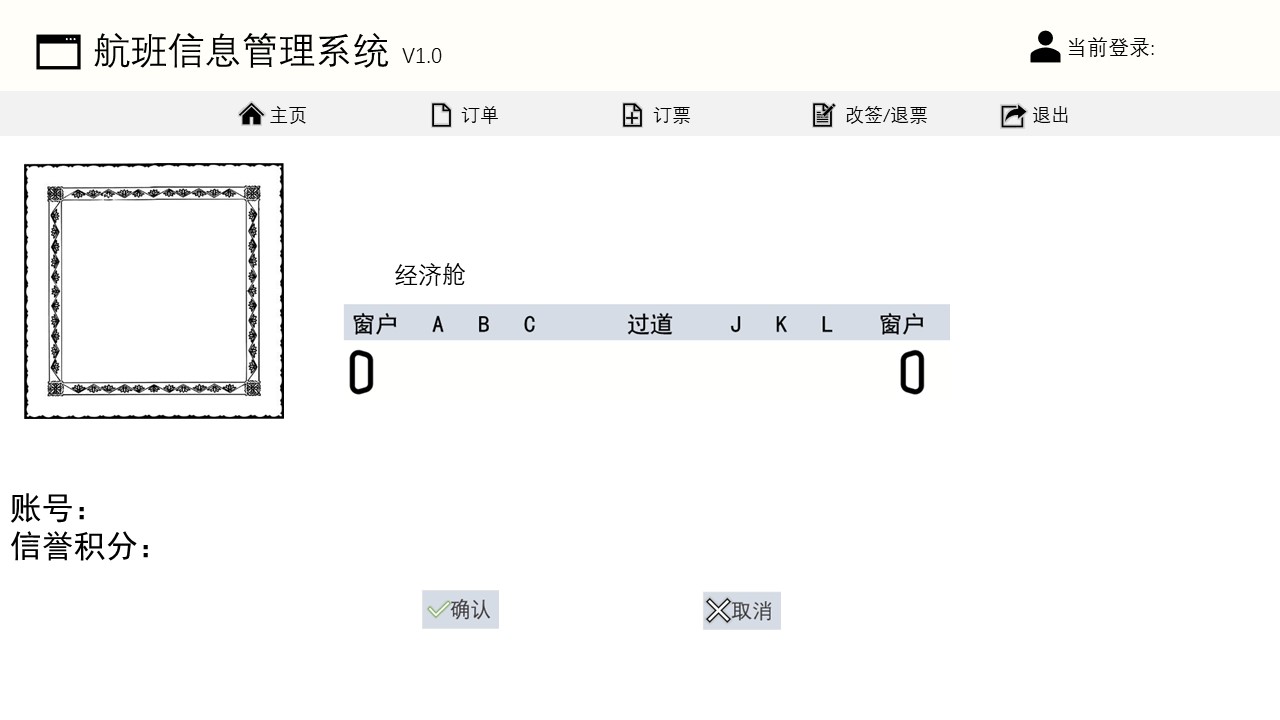 航班信息管理系统 V1.0
当前登录:
主页 订单 订票 改签/退票 退出
经济舱
窗户 A B C 过道 J K L 窗户
账号：
信誉积分：
确认 取消